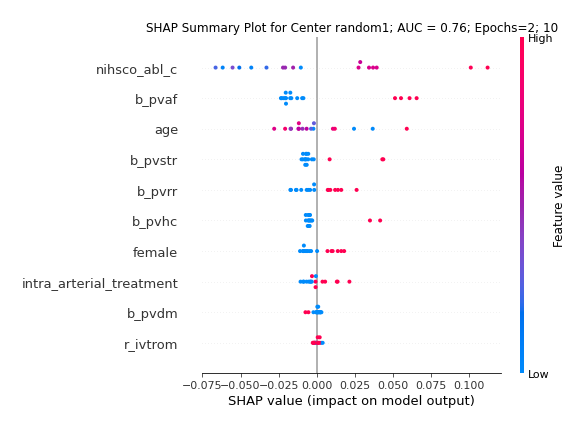 SHAP Summary Plot for Center random1; AUC = 0.76; Epochs=2; 10
High
nihsco_abl_c
b_pvaf
age
b_pvstr
b_pvrr
b_pvhc
female
intra_arterial_treatment
b_pvdm
r_ivtrom
Feature value
Low
−0.075 −0.050 −0.025 0.000 0.025 0.050 0.075 0.100
SHAP value (impact on model output)